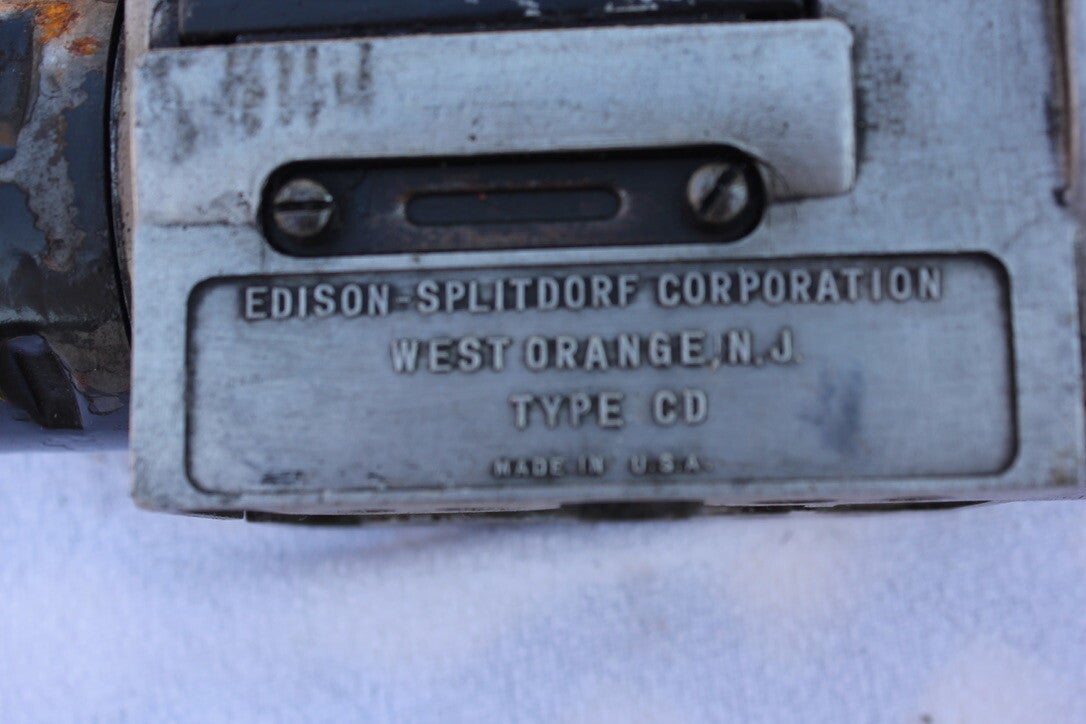 EDISON-SPLITDORF CORPORATION
WEST ORANGE, N.J.
TYPE CD
MADE IN U.S.A.